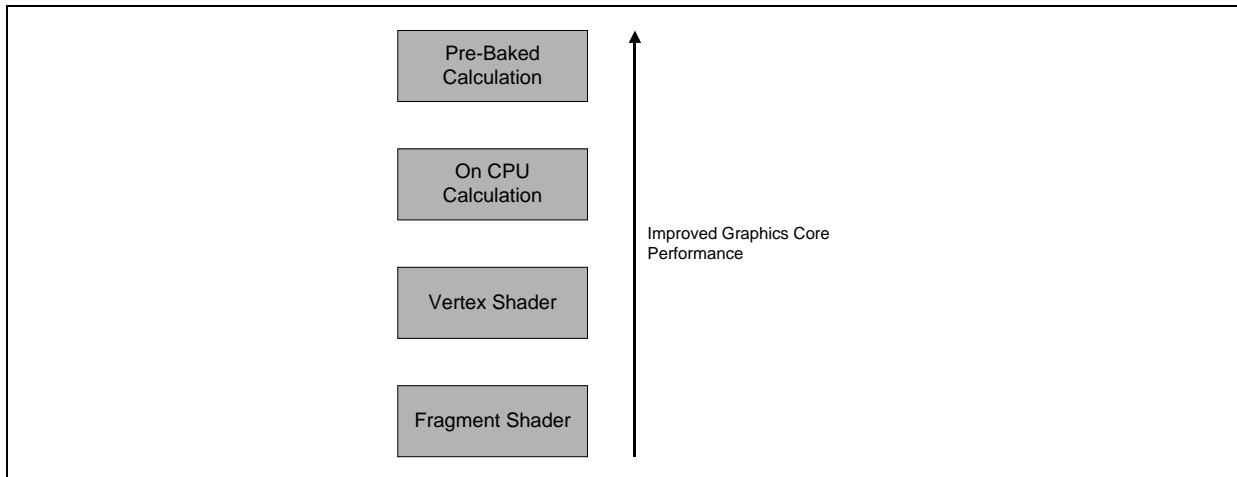 Pre-Baked
Calculation
On CPU
Calculation
Improved Graphics Core
Performance
Vertex Shader
Fragment Shader